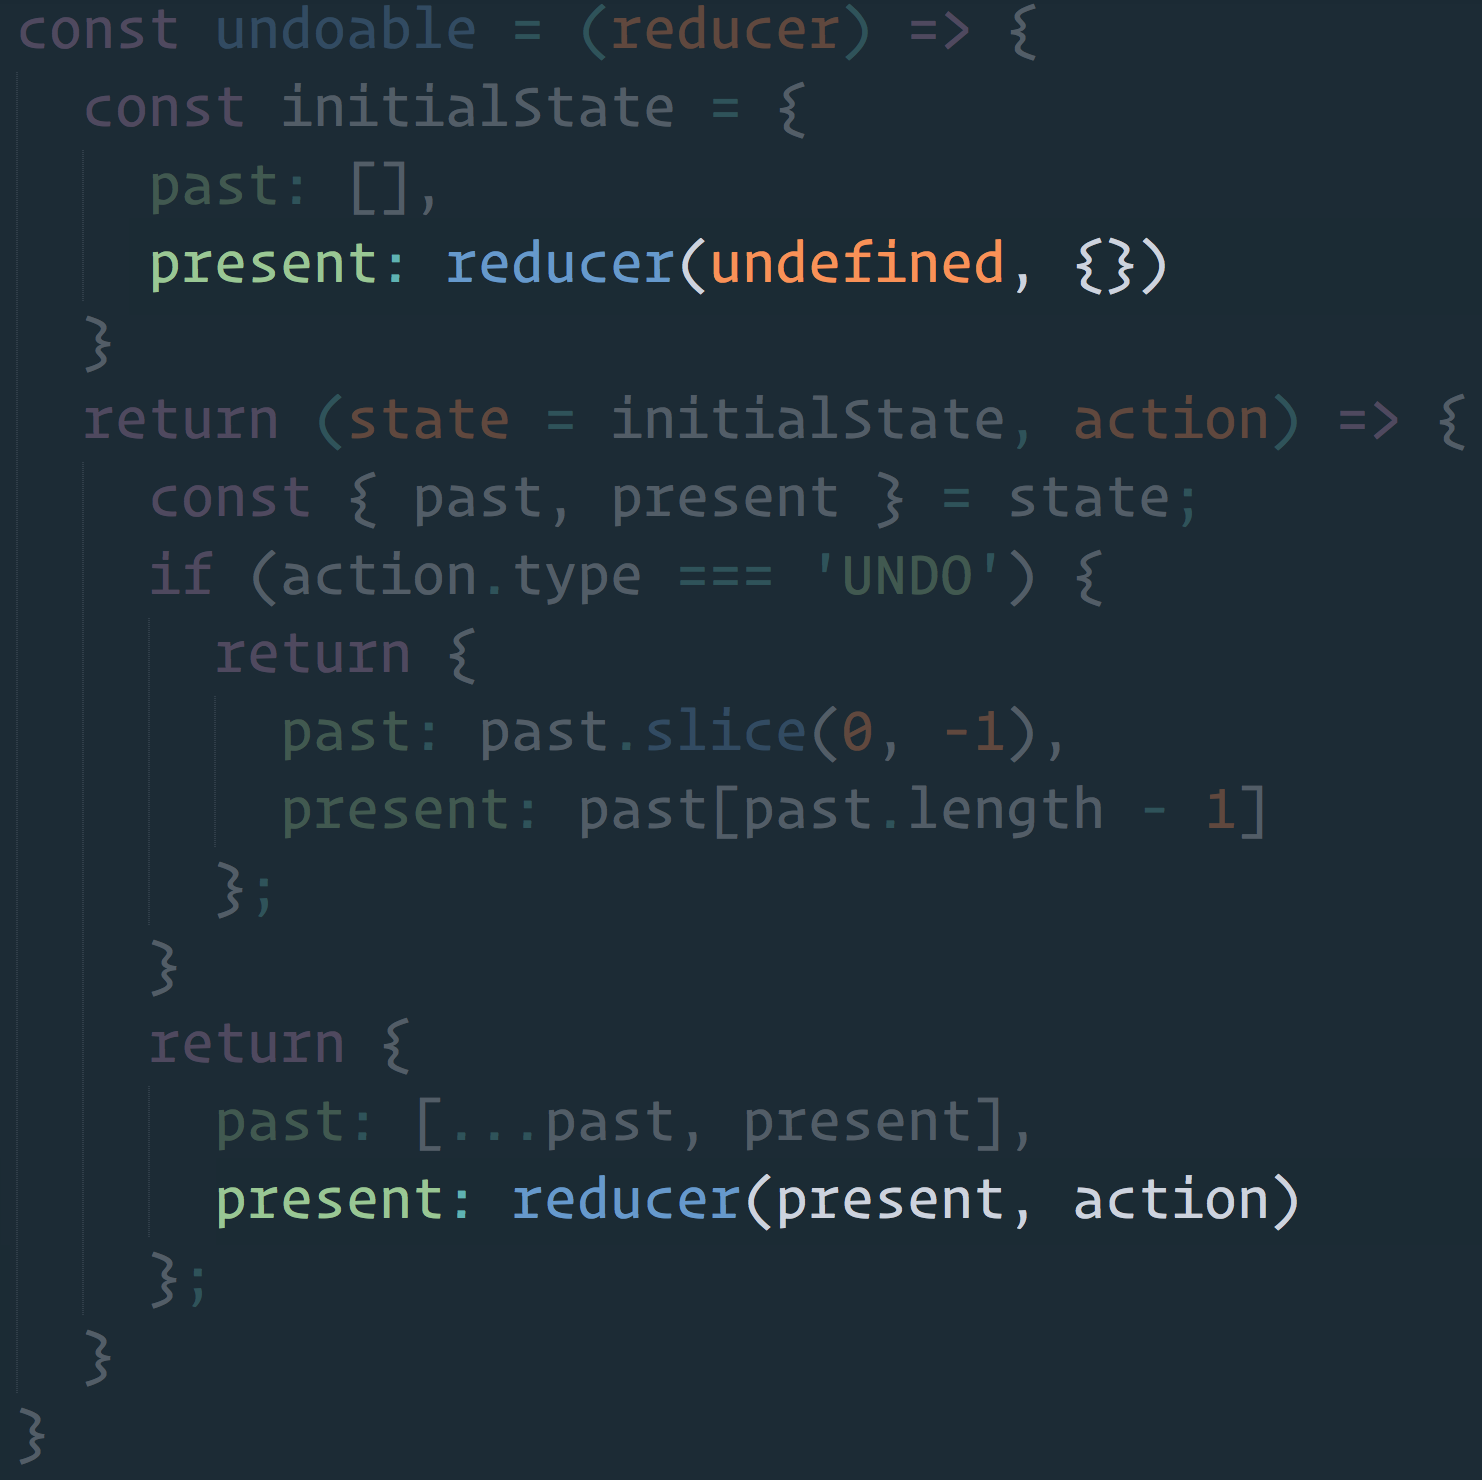 const undoable = (reducer) => {
const initialState = {
past: [],
present: reducer(undefined, {})
}
return (state = initialState, action) => {
const { past, present } = state;
if (action.type === 'UNDO') {
return {
past: past.slice(0, -1),
present: past[past.length - 1]
};
}
return {
past: [...past, present],
present: reducer(present, action)
};
}
}